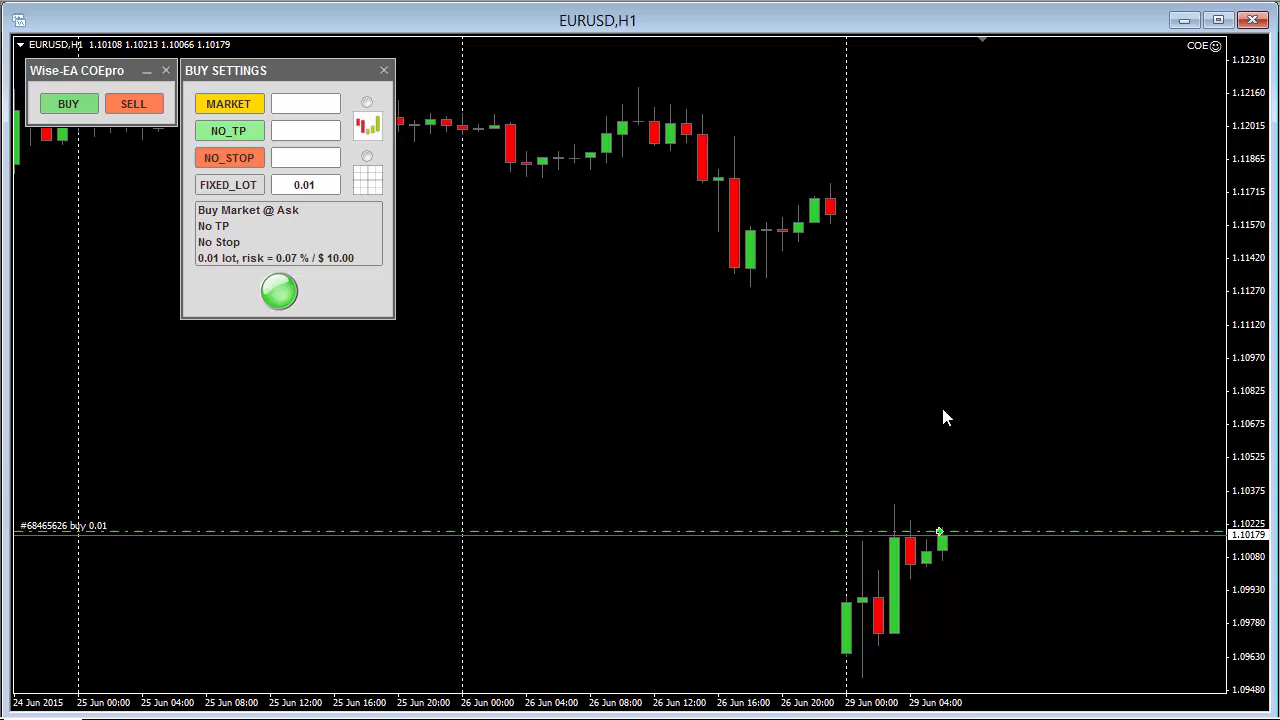 EURUSD,H1
EURUSD,H1 1.10108 1.10213 1.10066 1.10179
COE
Wise-EA COEpro
BUY SELL
BUY SETTINGS
MARKET
NO_TP
NO_STOP
FIXED_LOT 0.01
Buy Market @ Ask
No TP
No Stop
0.01 lot, risk = 0.07 % / $ 10.00
#68465626 buy 0.01
1.12310
1.12160
1.12015
1.11865
1.11715
1.11570
1.11420
1.11270
1.11120
1.10970
1.10825
1.10675
1.10525
1.10375
1.10225
1.10179
1.10080
1.09930
1.09780
1.09630
1.09480
24 Jun 2015 25 Jun 00:00 25 Jun 04:00 25 Jun 08:00 25 Jun 12:00 25 Jun 16:00 25 Jun 20:00 26 Jun 00:00 26 Jun 04:00 26 Jun 08:00 26 Jun 12:00 26 Jun 16:00 26 Jun 20:00 29 Jun 00:00 29 Jun 04:00